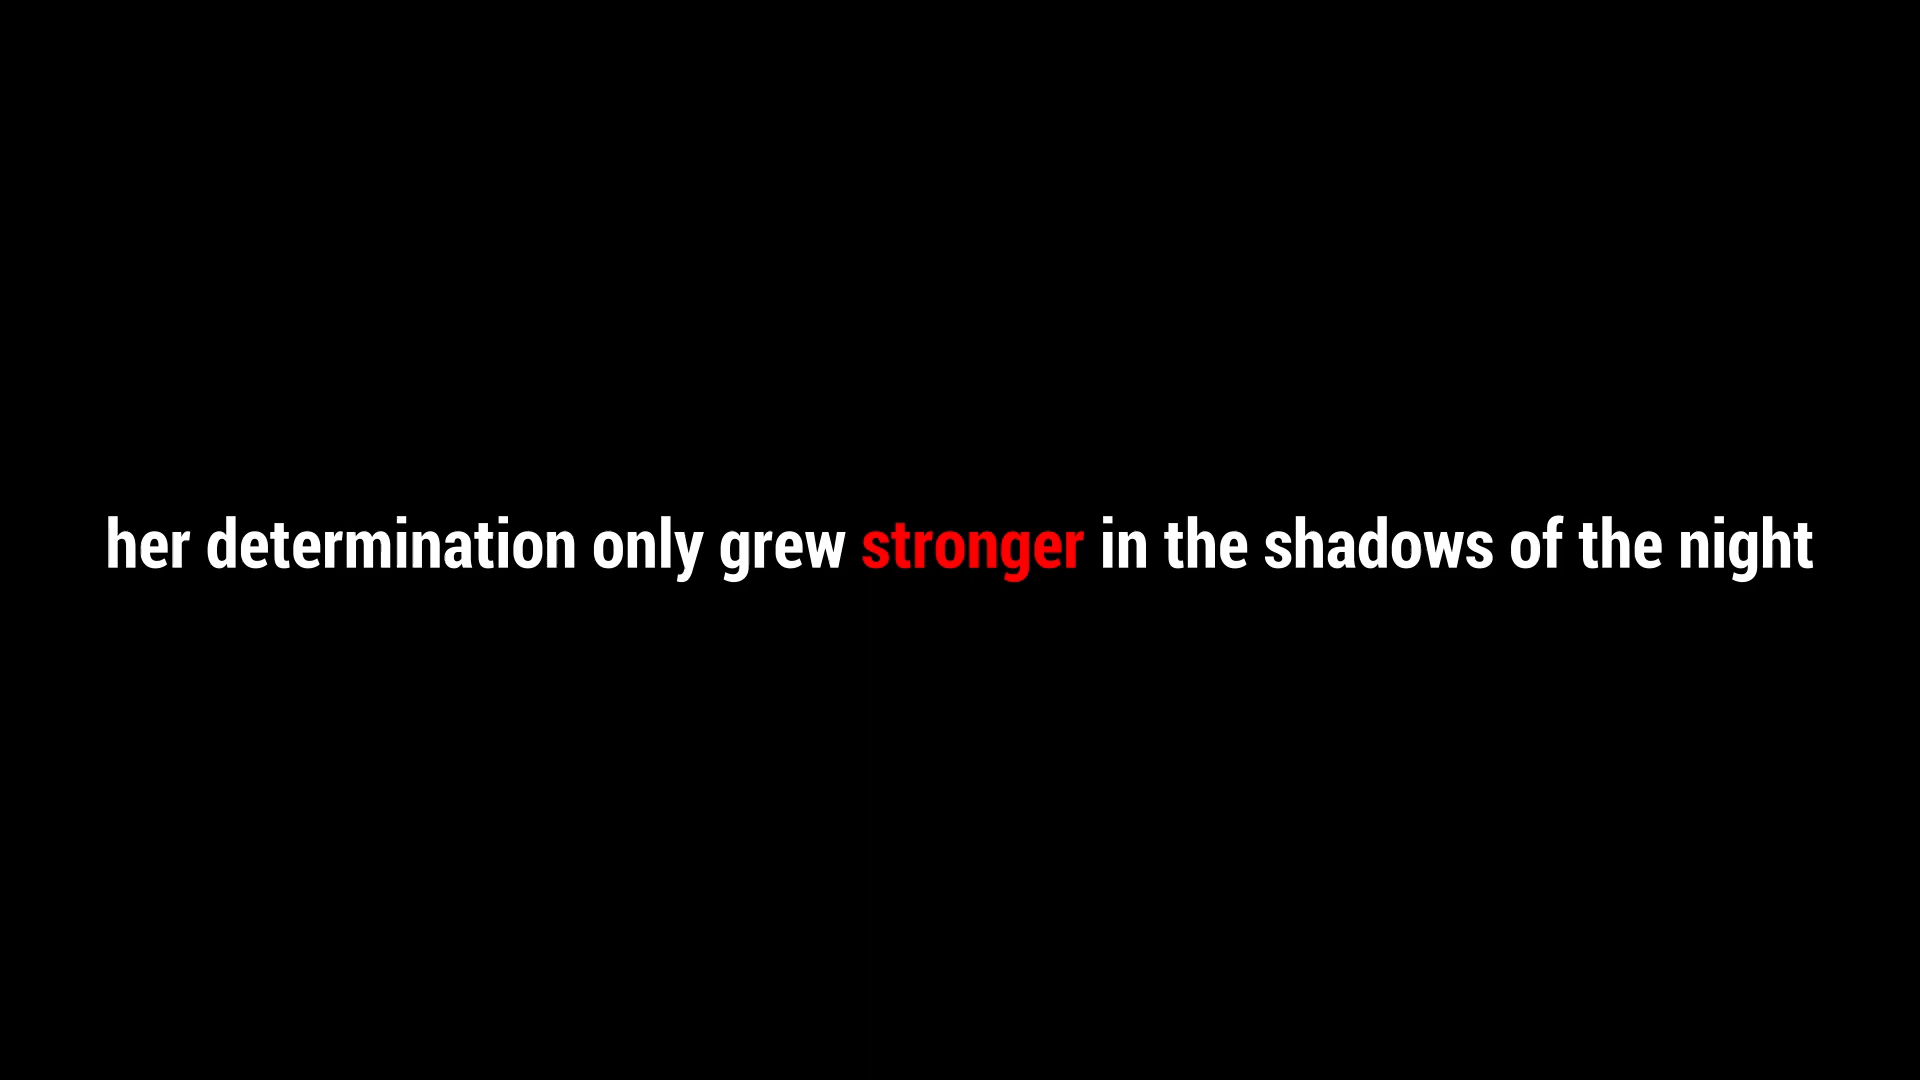 her determination only grew stronger in the shadows of the night